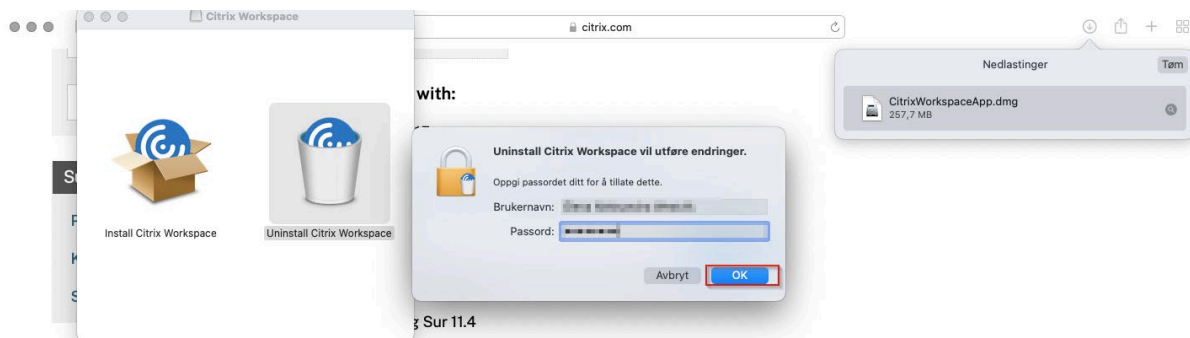 Citrix Workspace
citrix.com
Nedlastinger
Tøm
CitrixWorkspaceApp.dmg
257,7 MB
with:
Uninstall Citrix Workspace vil utføre endringer.
Oppgi passordet ditt for å tillate dette.
Brukernavn:
Passord:
Avbryt
OK
Install Citrix Workspace
Uninstall Citrix Workspace
Sur 11.4